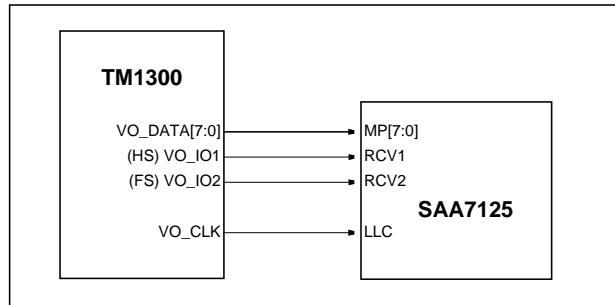 TM1300
VO_DATA[7:0]
MP[7:0]
(HS) VO_IO1
RCV1
(FS) VO_IO2
RCV2
SAA7125
VO_CLK
LLC